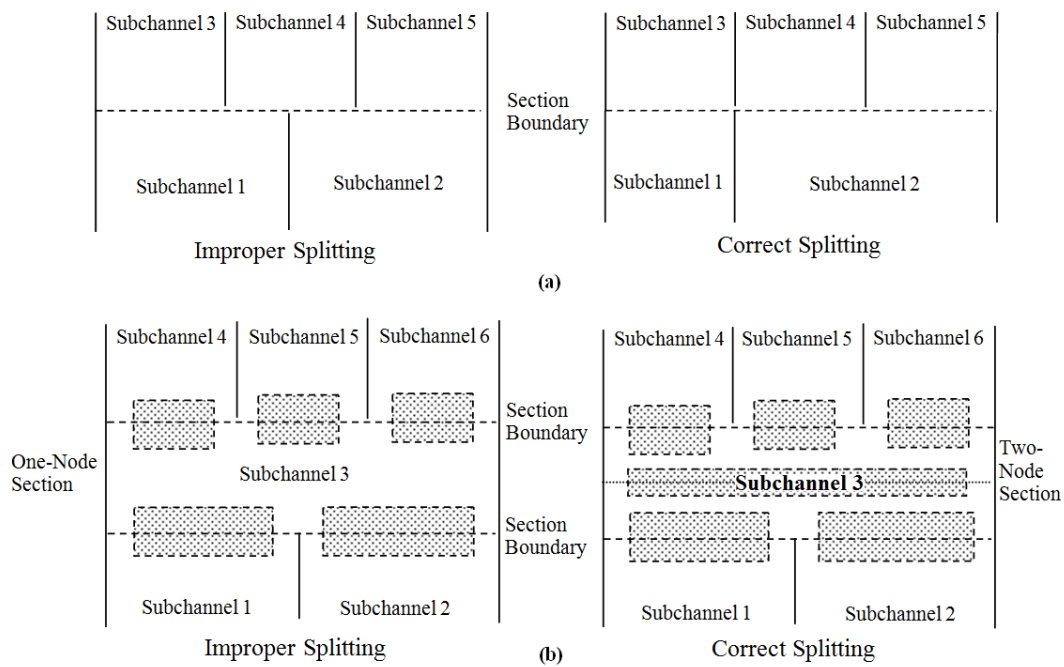 Subchannel 3 Subchannel 4 Subchannel 5
Subchannel 1 Subchannel 2
Improper Splitting
Section
Boundary
Subchannel 3 Subchannel 4 Subchannel 5
Subchannel 1 Subchannel 2
Correct Splitting
(a)
Subchannel 4 Subchannel 5 Subchannel 6
One-Node
Section
Subchannel 3
Subchannel 1 Subchannel 2
Improper Splitting
Section
Boundary
Section
Boundary
Subchannel 4 Subchannel 5 Subchannel 6
Subchannel 3
Two-
Node
Section
Subchannel 1 Subchannel 2
Correct Splitting
(b)